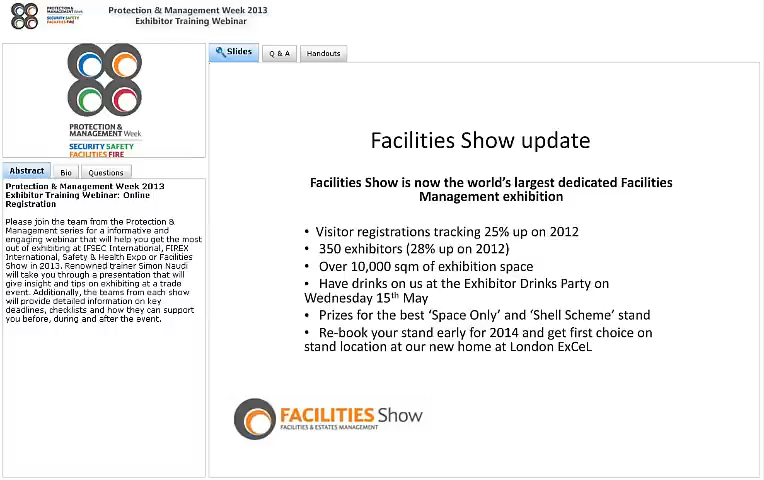 PROTECTION &
MANAGEMENT Week
SECURITY SAFETY
FACILITIES FIRE
Protection & Management Week 2013
Exhibitor Training Webinar
Slides
Q & A
Handouts
PROTECTION &
MANAGEMENT Week
SECURITY SAFETY
FACILITIES FIRE
Abstract
Bio
Questions
Protection & Management Week 2013
Exhibitor Training Webinar: Online
Registration
Please join the team from the Protection &
Management series for a informative and
engaging webinar that will help you get the most
out of exhibiting at IFSEC International, FIREX
International, Safety & Health Expo or Facilities
Show in 2013. Renowned trainer Simon Naudi
will take you through a presentation that will
give insight and tips on exhibiting at a trade
event. Additionally, the teams from each show
will provide detailed information on key
deadlines, checklists and how they can support
you before, during and after the event.
Facilities Show update
Facilities Show is now the world's largest dedicated Facilities
Management exhibition
• Visitor registrations tracking 25% up on 2012
• 350 exhibitors (28% up on 2012)
• Over 10,000 sqm of exhibition space
• Have drinks on us at the Exhibitor Drinks Party on
Wednesday 15th May
• Prizes for the best ‘Space Only’ and ‘Shell Scheme’ stand
• Re-book your stand early for 2014 and get first choice on
stand location at our new home at London ExCeL
FACILITIES Show
FACILITIES & ESTATES MANAGEMENT